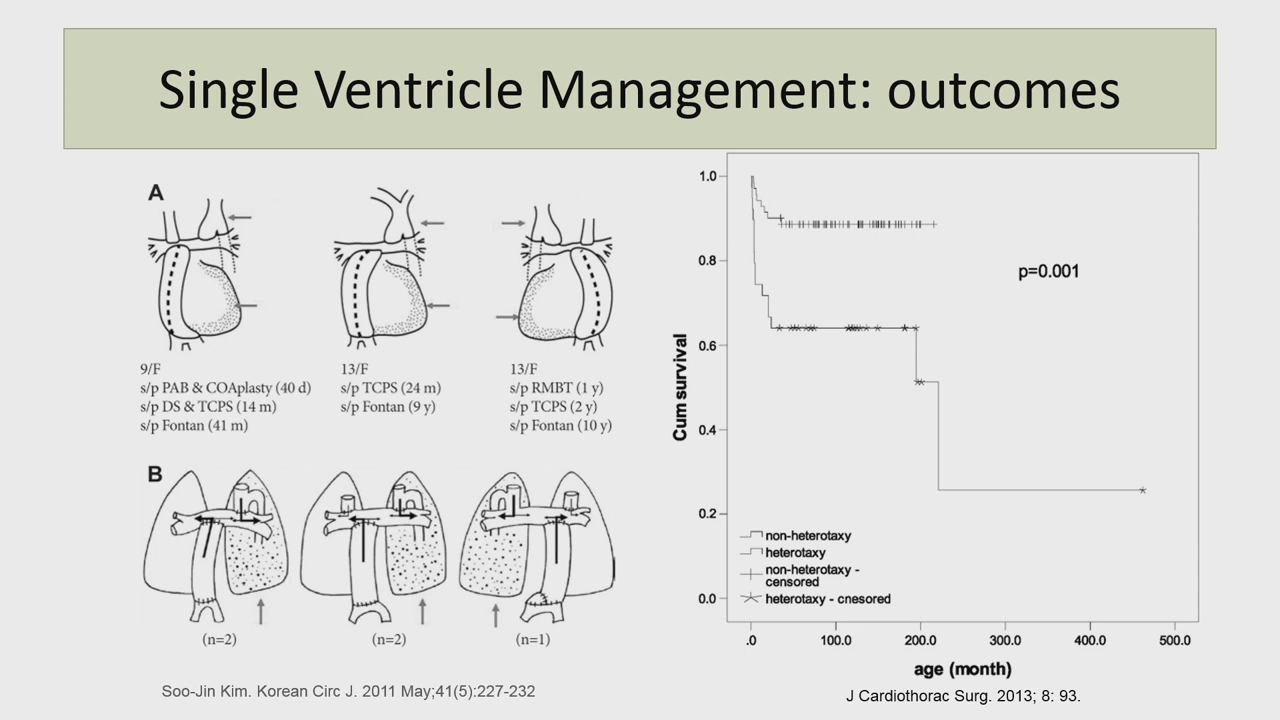 Single Ventricle Management: outcomes
A
9/F
s/p PAB & COAplasty (40 d)
s/p DS & TCPS (14 m)
s/p Fontan (41 m)
13/F
s/p TCPS (24 m)
s/p Fontan (9 y)
13/F
s/p RMBT (1 y)
s/p TCPS (2 y)
s/p Fontan (10 y)
B
(n=2)
(n=2)
(n=1)
Soo-Jin Kim. Korean Circ J. 2011 May;41(5):227-232
Cum survival
1.0
0.8
0.6
0.4
0.2
0.0
p=0.001
non-heterotaxy
heterotaxy
non-heterotaxy -
censored
heterotaxy - cnesored
.0
100.0
200.0
300.0
400.0
500.0
age (month)
J Cardiothorac Surg. 2013; 8: 93.